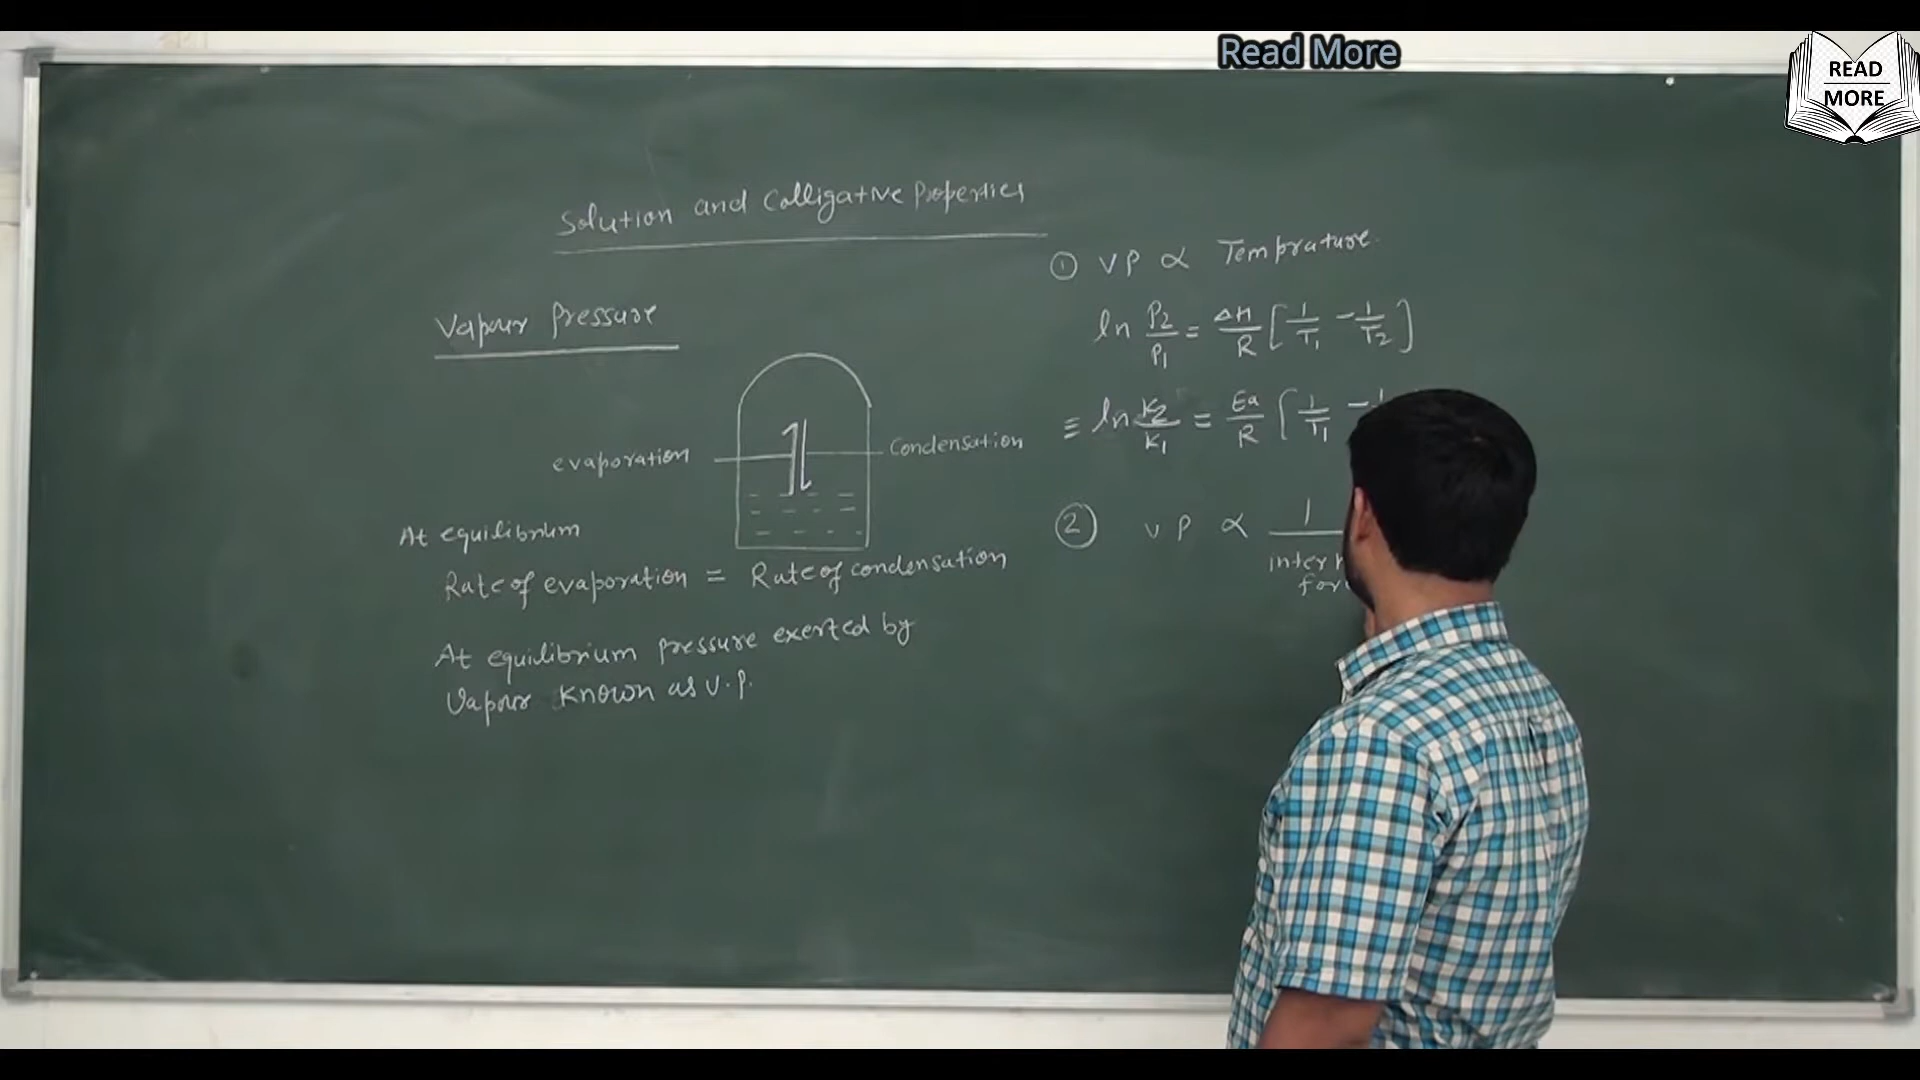 Read More
READ
MORE
Solution and Colligative Properties
Vapour Pressure
evaporation
Condensation
At equilibrium
Rate of evaporation = Rate of condensation
At equilibrium pressure exerted by
Vapour known as v.p.
① VP ∝ Temprature
ln P2/P1 = ΔH/R [1/T1 - 1/T2]
≡ ln K2/K1 = Ea/R [1/T1 -
② VP ∝ 1